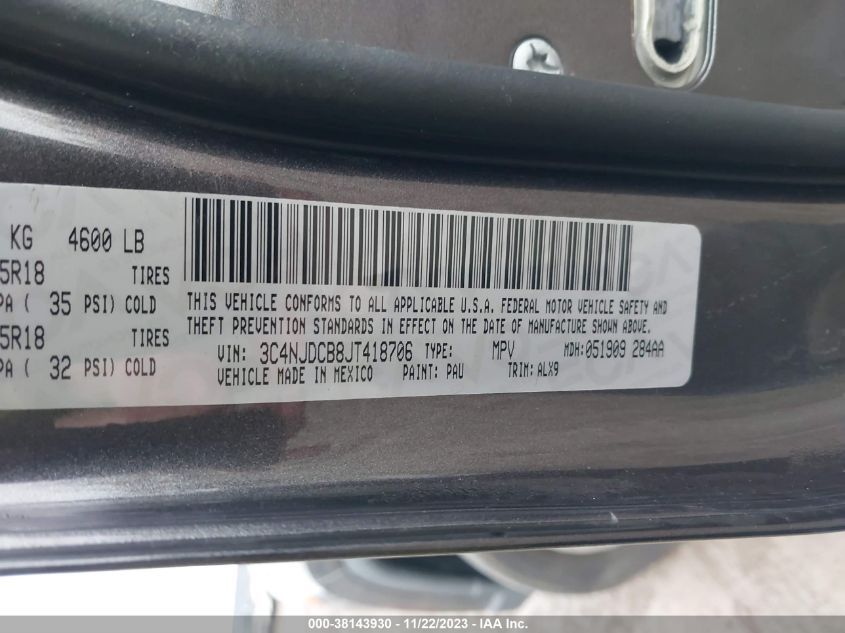 KG 4600 LB
5R18 TIRES
PA ( 35 PSI) COLD
5R18 TIRES
PA ( 32 PSI) COLD
THIS VEHICLE CONFORMS TO ALL APPLICABLE U.S.A. FEDERAL MOTOR VEHICLE SAFETY AND
THEFT PREVENTION STANDARDS IN EFFECT ON THE DATE OF MANUFACTURE SHOWN ABOVE.
VIN: 3C4NJDCB8JT418706 TYPE: MPV MDH:051909 284AA
VEHICLE MADE IN MEXICO PAINT: PAU TRIM: ALX9
000-38143930 - 11/22/2023 - IAA Inc.